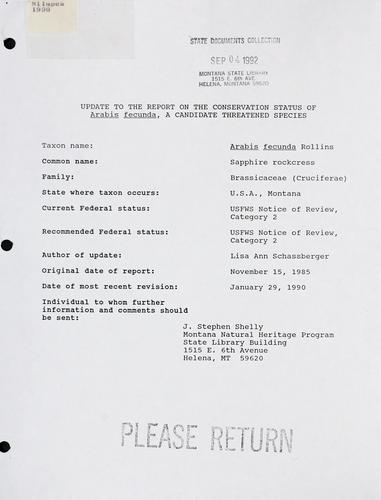 1990
STATE DOCUMENTS COLLECTION
SEP 04 1992
MONTANA STATE LIBRARY
1515 E. 6th AVE.
HELENA, MONTANA 59620
UPDATE TO THE REPORT ON THE CONSERVATION STATUS OF
Arabis fecunda, A CANDIDATE THREATENED SPECIES
Taxon name: Arabis fecunda Rollins
Common name: Sapphire rockcress
Family: Brassicaceae (Cruciferae)
State where taxon occurs: U.S.A., Montana
Current Federal status: USFWS Notice of Review,
Category 2
Recommended Federal status: USFWS Notice of Review,
Category 2
Author of update: Lisa Ann Schassberger
Original date of report: November 15, 1985
Date of most recent revision: January 29, 1990
Individual to whom further
information and comments should
be sent:
J. Stephen Shelly
Montana Natural Heritage Program
State Library Building
1515 E. 6th Avenue
Helena, MT 59620
PLEASE RETURN